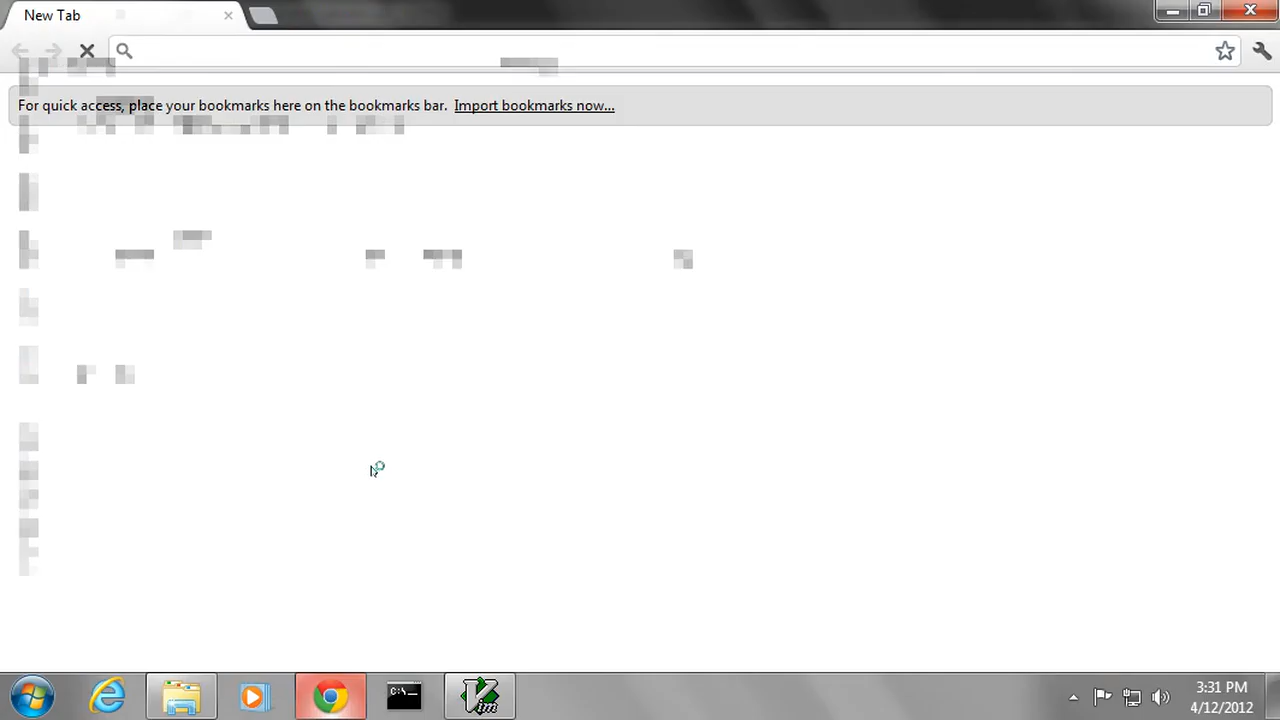 New Tab
For quick access, place your bookmarks here on the bookmarks bar. Import bookmarks now...
3:31 PM
4/12/2012